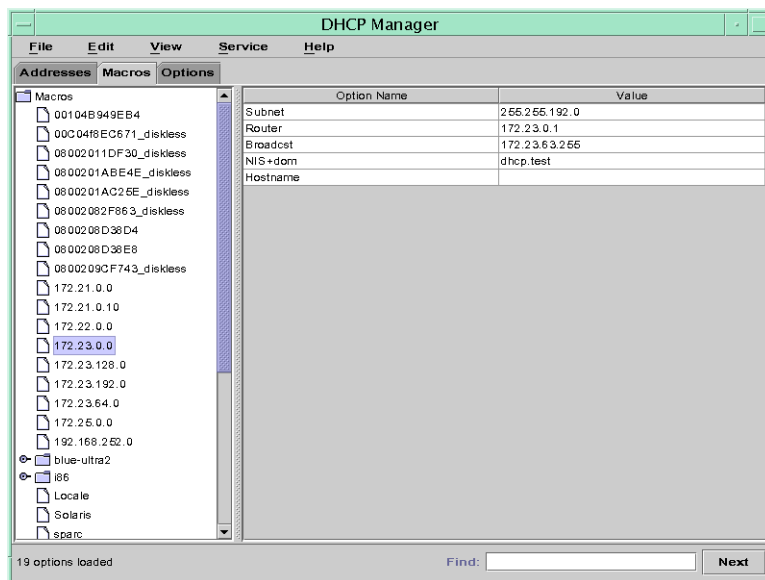 DHCP Manager
File Edit View Service Help
Addresses Macros Options
Macros
00104B949EB4
00C04f8EC671_diskless
08002011DF30_diskless
0800201ABE4E_diskless
0800201AC25E_diskless
08002082F863_diskless
0800208D38D4
0800208D38E8
0800209CF743_diskless
172.21.0.0
172.21.0.10
172.22.0.0
172.23.0.0
172.23.128.0
172.23.192.0
172.23.64.0
172.25.0.0
192.168.252.0
blue-ultra2
i86
Locale
Solaris
sparc
Option Name Value
Subnet 255.255.192.0
Router 172.23.0.1
Broadcst 172.23.63.255
NIS+dom dhcp.test
Hostname
19 options loaded
Find: Next